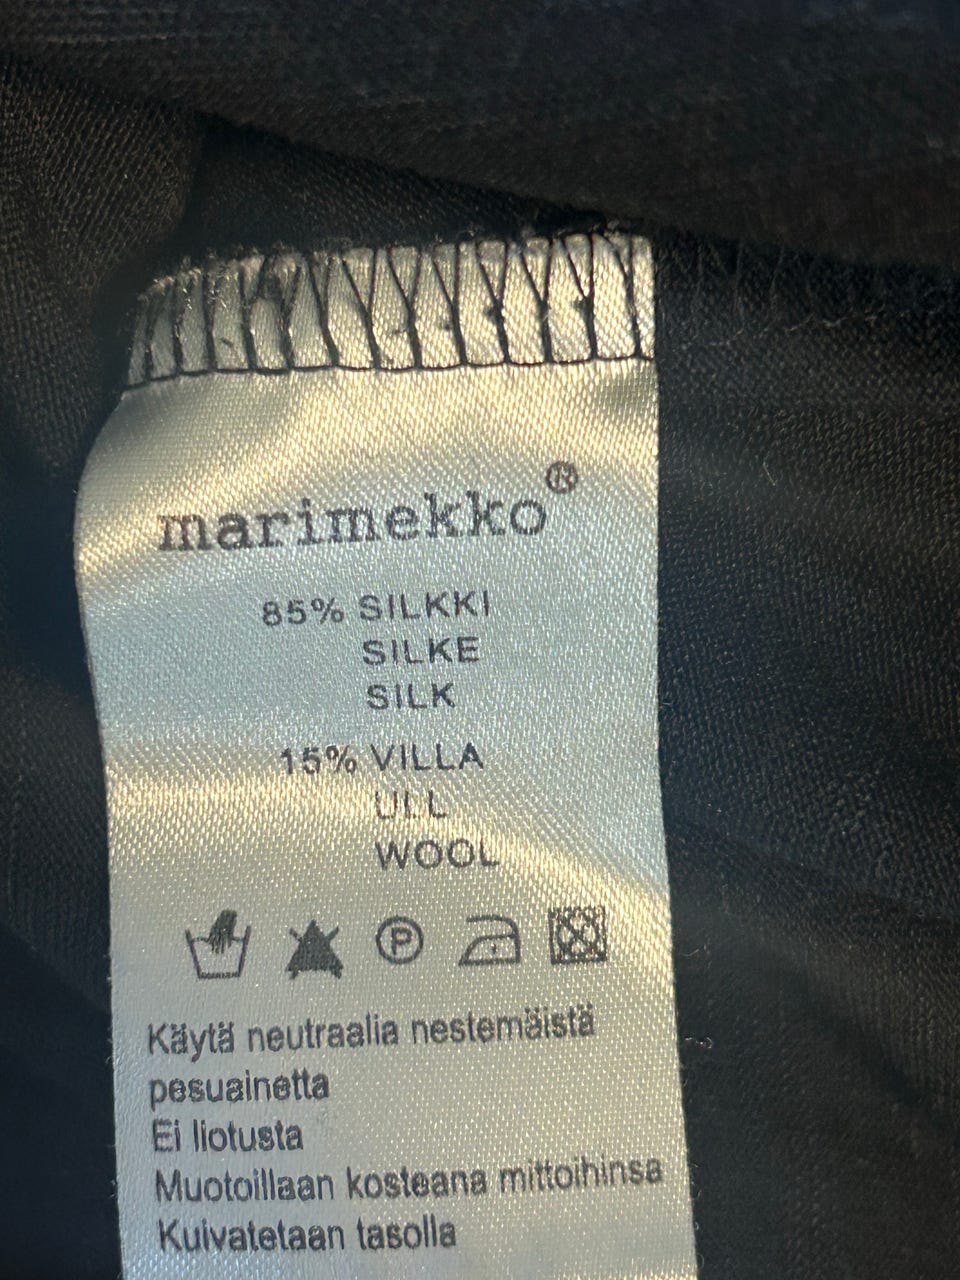 marimekko®
85% SILKKI
SILKE
SILK
15% VILLA
ULL
WOOL
P
Käytä neutraalia nestemäistä
pesuainetta
Ei liotusta
Muotoillaan kosteana mittoihinsa
Kuivatetaan tasolla